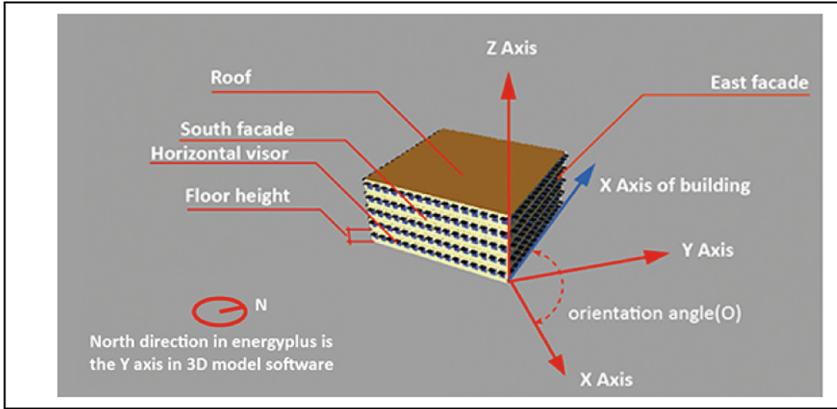 Z Axis
Roof
East facade
South facade
Horizontal visor
X Axis of building
Floor height
Y Axis
N
orientation angle(O)
North direction in energyplus is
the Y axis in 3D model software
X Axis